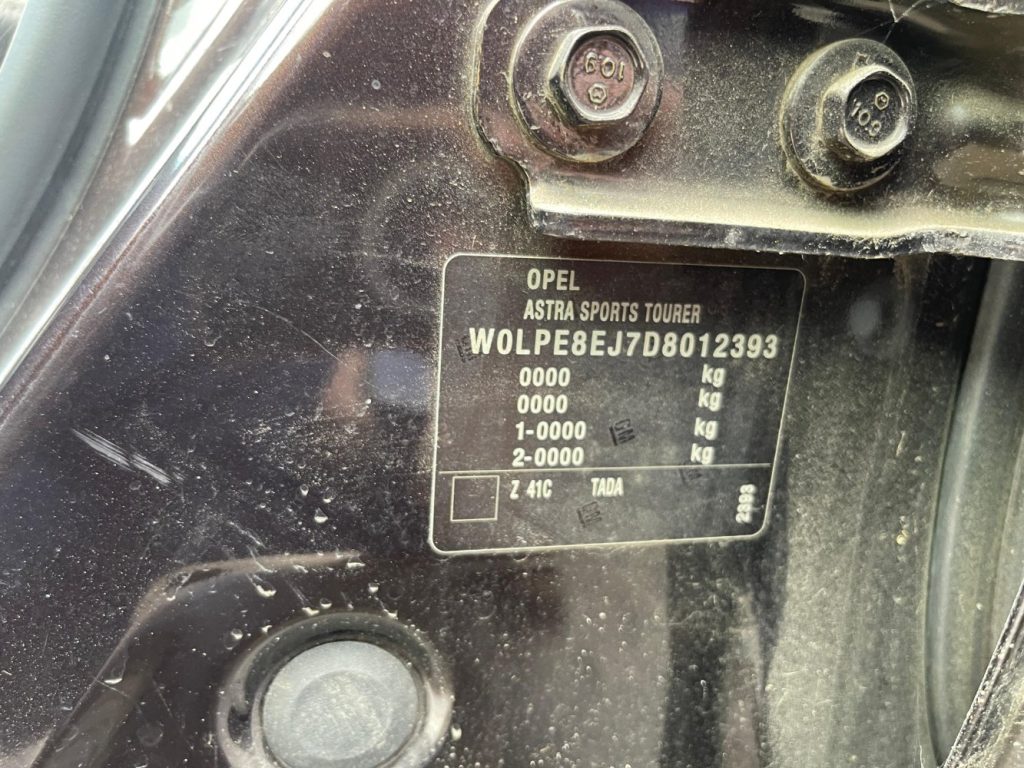 10.9
10.9
OPEL
ASTRA SPORTS TOURER
W0LPE8EJ7D8012393
0000 kg
0000 kg
1-0000 kg
2-0000 kg
Z 41C TADA
2393